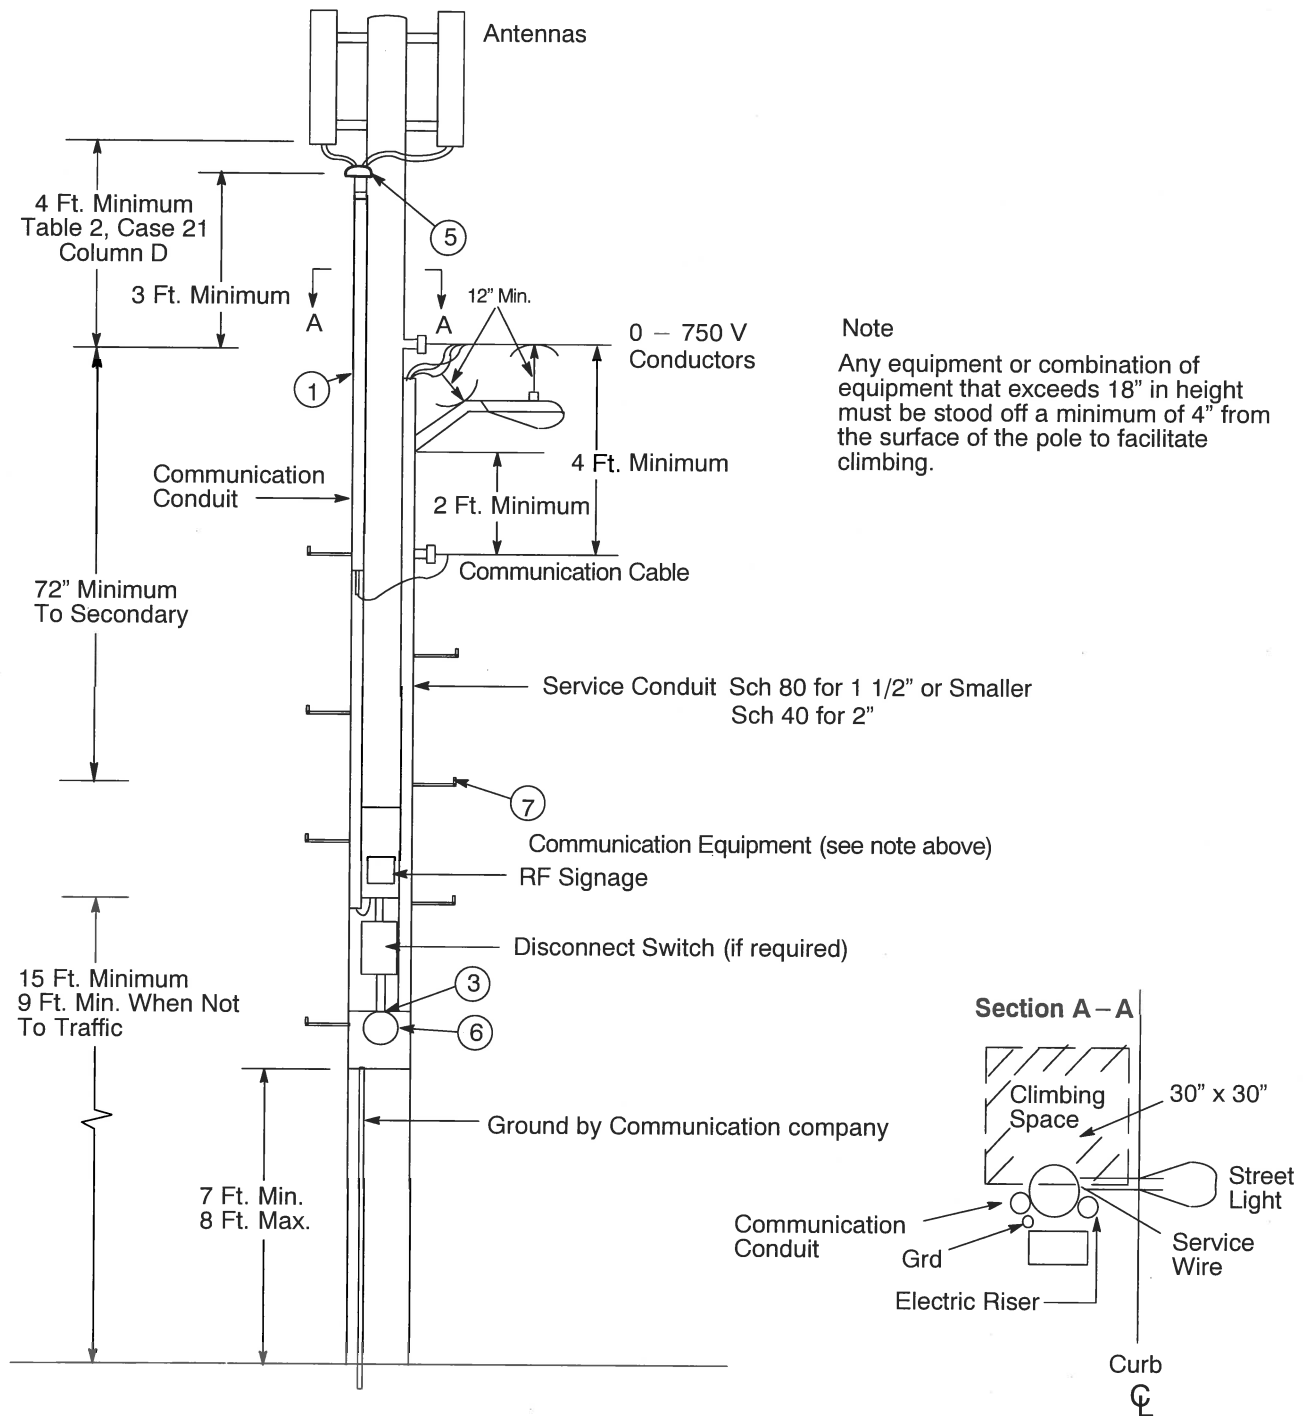 Antennas
4 Ft. Minimum
Table 2, Case 21
Column D
5
3 Ft. Minimum
A
A
12” Min.
0 – 750 V
Conductors
Note
Any equipment or combination of
equipment that exceeds 18” in height
must be stood off a minimum of 4” from
the surface of the pole to facilitate
climbing.
1
Communication
Conduit
4 Ft. Minimum
2 Ft. Minimum
Communication Cable
72” Minimum
To Secondary
Service Conduit Sch 80 for 1 1/2” or Smaller
Sch 40 for 2”
7
Communication Equipment (see note above)
RF Signage
Disconnect Switch (if required)
15 Ft. Minimum
9 Ft. Min. When Not
To Traffic
3
6
Ground by Communication company
7 Ft. Min.
8 Ft. Max.
Section A – A
Climbing
Space
30” x 30”
Street
Light
Communication
Conduit
Grd
Service
Wire
Electric Riser
Curb
℄